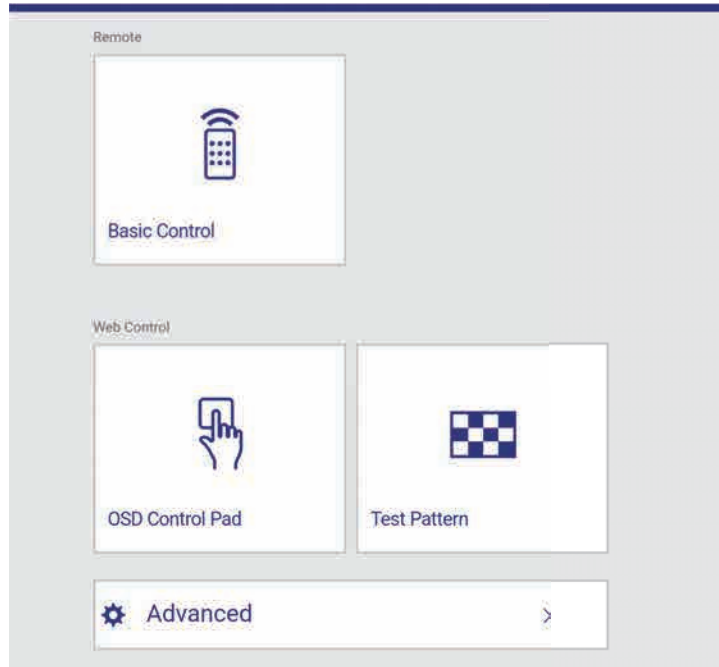 Remote
Basic Control
Web Control
OSD Control Pad
Test Pattern
Advanced